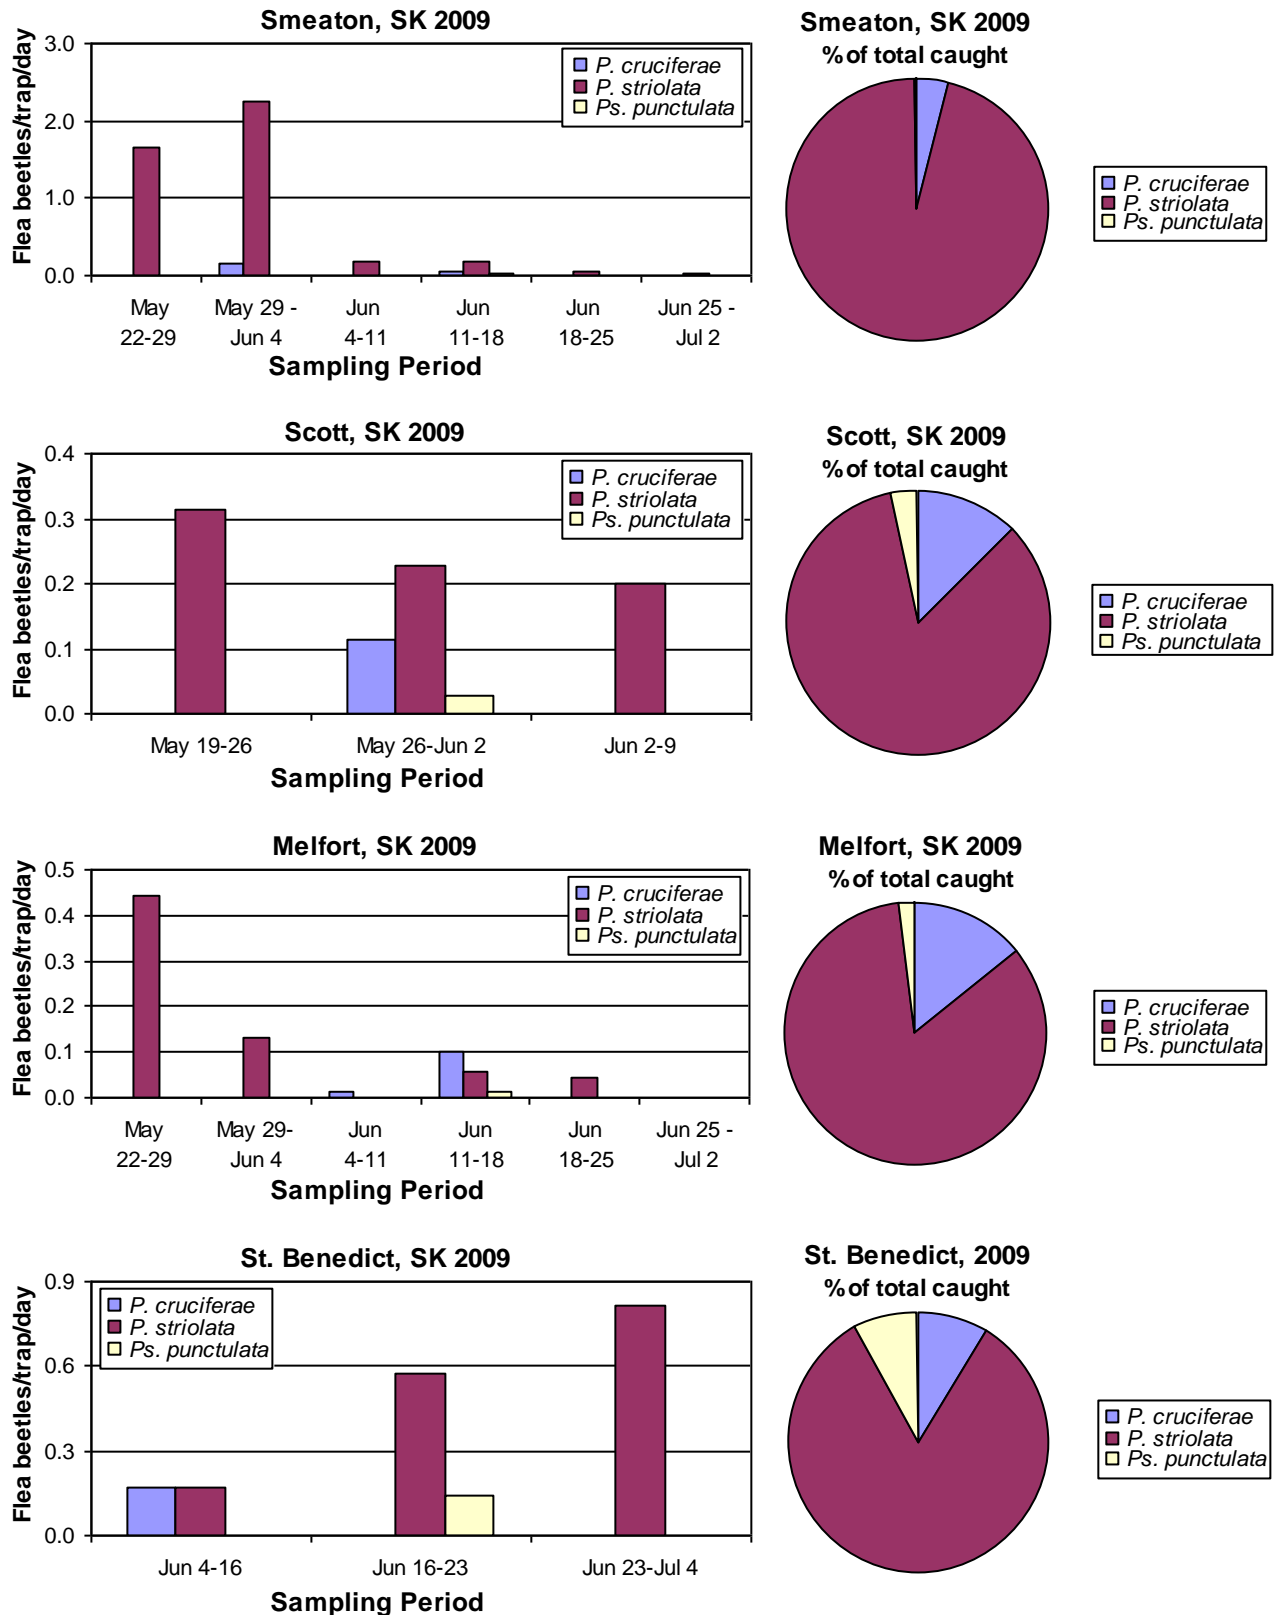 Smeaton, SK 2009
Flea beetles/trap/day
3.0
2.0
1.0
0.0
P. cruciferae
P. striolata
Ps. punctulata
May 22-29
May 29 - Jun 4
Jun 4-11
Jun 11-18
Jun 18-25
Jun 25 - Jul 2
Sampling Period
Smeaton, SK 2009
% of total caught
P. cruciferae
P. striolata
Ps. punctulata
Scott, SK 2009
Flea beetles/trap/day
0.4
0.3
0.2
0.1
0.0
P. cruciferae
P. striolata
Ps. punctulata
May 19-26
May 26-Jun 2
Jun 2-9
Sampling Period
Scott, SK 2009
% of total caught
P. cruciferae
P. striolata
Ps. punctulata
Melfort, SK 2009
Flea beetles/trap/day
0.5
0.4
0.3
0.2
0.1
0.0
P. cruciferae
P. striolata
Ps. punctulata
May 22-29
May 29- Jun 4
Jun 4-11
Jun 11-18
Jun 18-25
Jun 25 - Jul 2
Sampling Period
Melfort, SK 2009
% of total caught
P. cruciferae
P. striolata
Ps. punctulata
St. Benedict, SK 2009
Flea beetles/trap/day
0.9
0.6
0.3
0.0
P. cruciferae
P. striolata
Ps. punctulata
Jun 4-16
Jun 16-23
Jun 23-Jul 4
Sampling Period
St. Benedict, 2009
% of total caught
P. cruciferae
P. striolata
Ps. punctulata